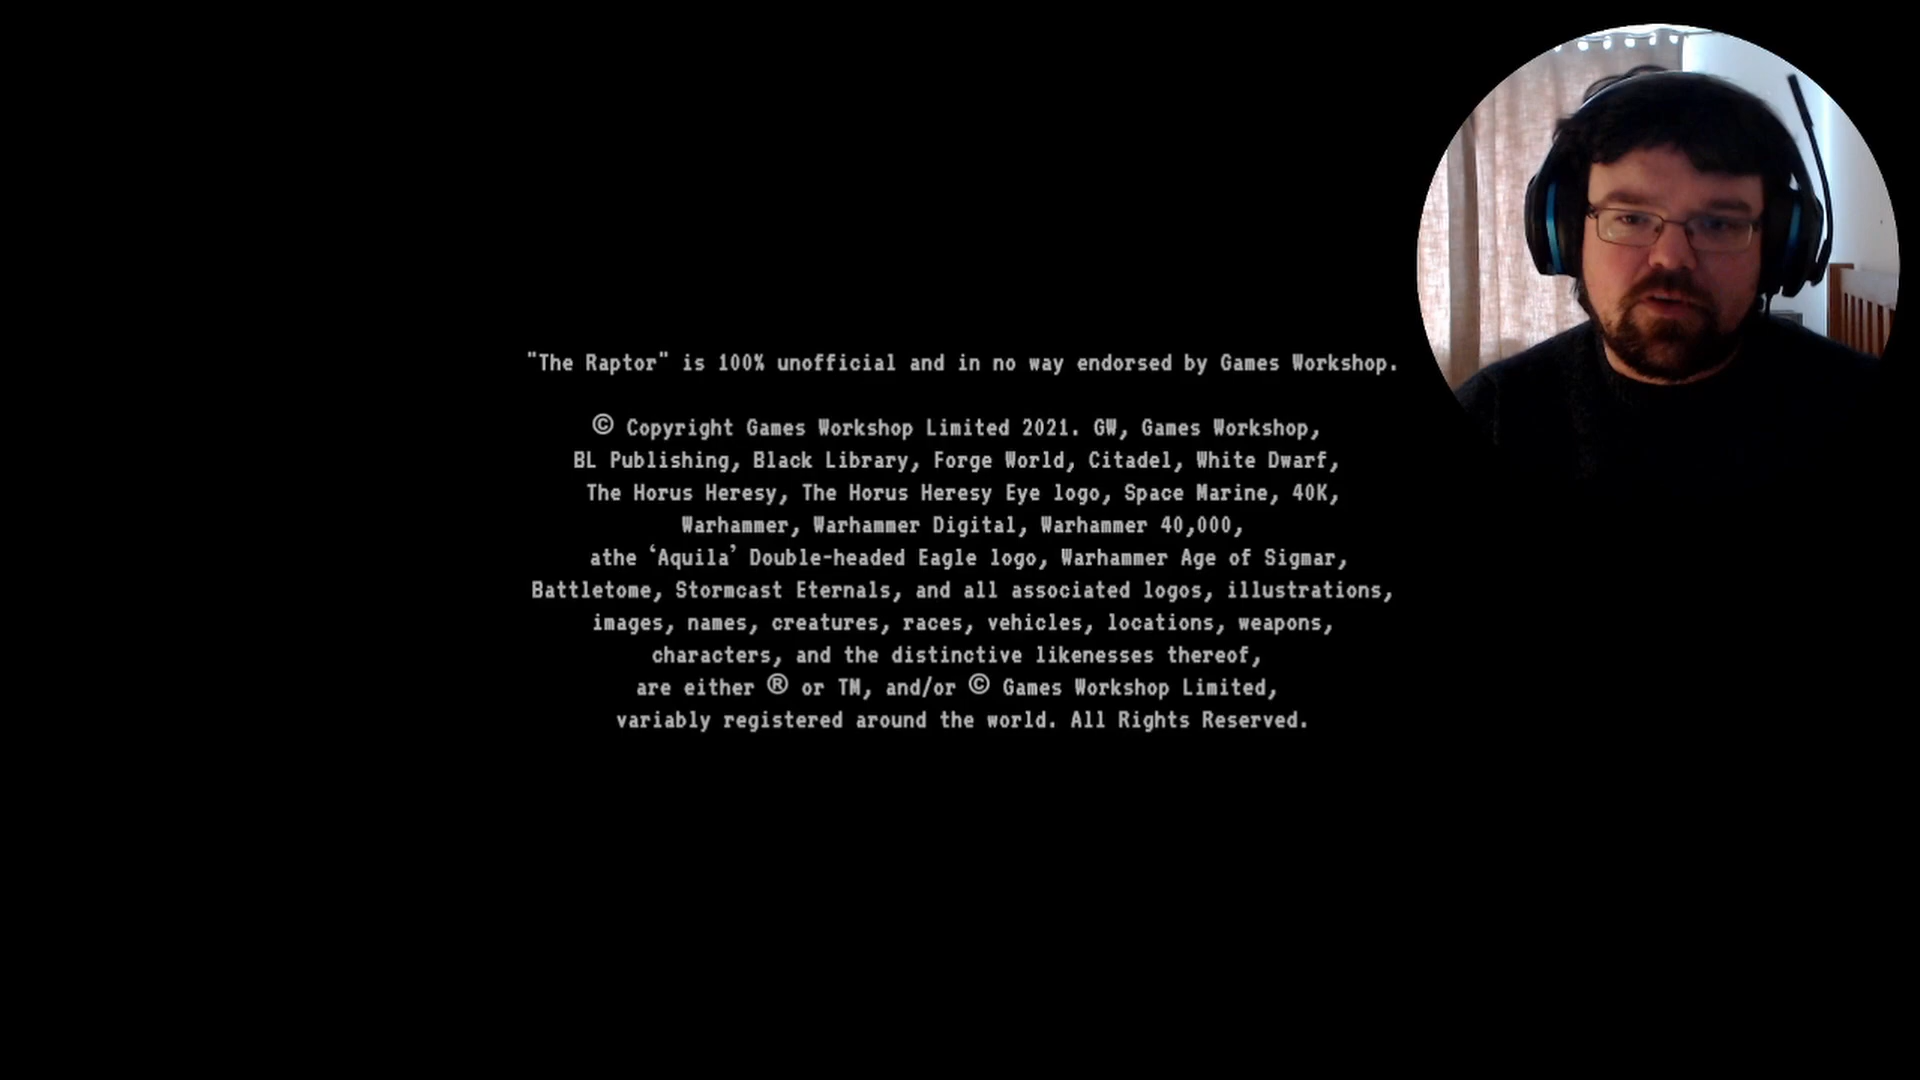 "The Raptor" is 100% unofficial and in no way endorsed by Games Workshop.
© Copyright Games Workshop Limited 2021. GW, Games Workshop,
BL Publishing, Black Library, Forge World, Citadel, White Dwarf,
The Horus Heresy, The Horus Heresy Eye logo, Space Marine, 40K,
Warhammer, Warhammer Digital, Warhammer 40,000,
athe ‘Aquila’ Double-headed Eagle logo, Warhammer Age of Sigmar,
Battletome, Stormcast Eternals, and all associated logos, illustrations,
images, names, creatures, races, vehicles, locations, weapons,
characters, and the distinctive likenesses thereof,
are either ® or TM, and/or © Games Workshop Limited,
variably registered around the world. All Rights Reserved.